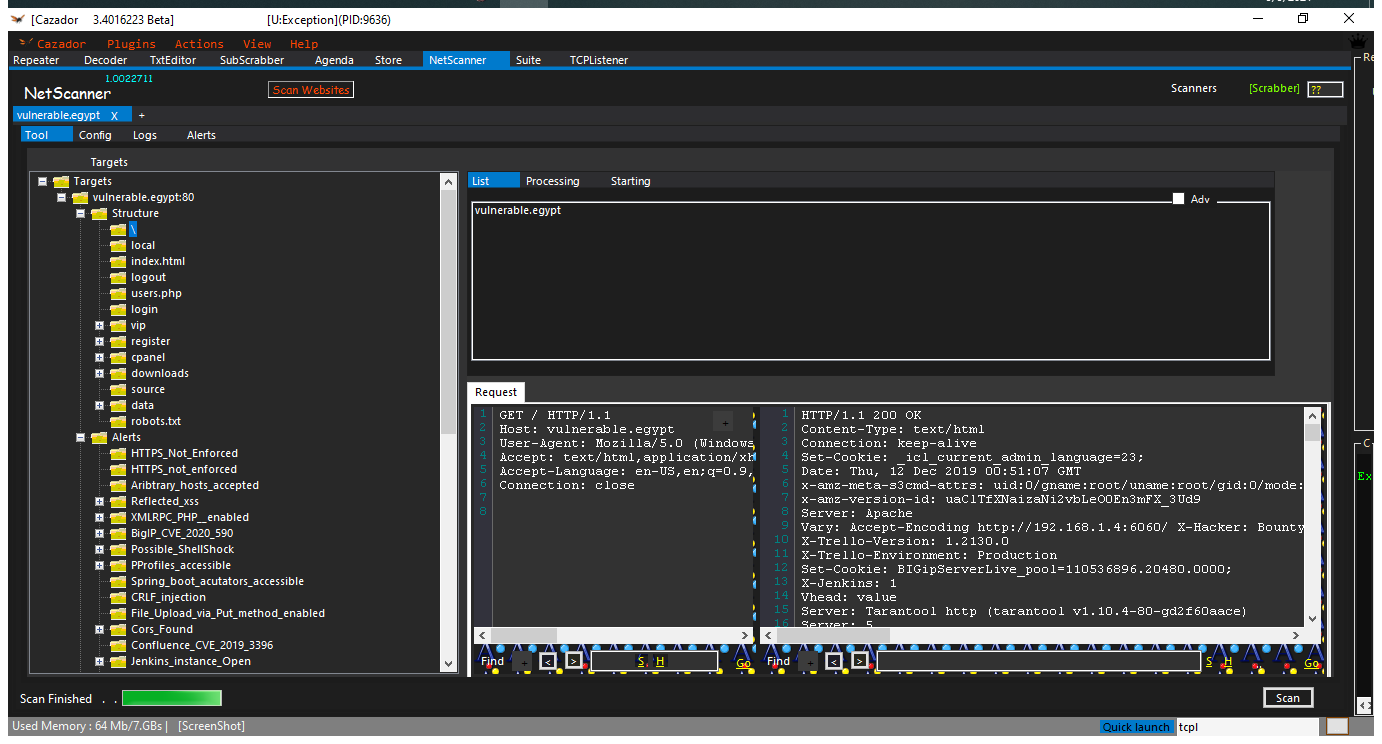 [Cazador 3.4016223 Beta] [U:Exception](PID:9636)
Cazador Plugins Actions View Help
Repeater Decoder TxtEditor SubScrabber Agenda Store NetScanner Suite TCPListener
1.0022711
NetScanner
Scan Websites
Scanners [Scrabber] ??
vulnerable.egypt X +
Tool Config Logs Alerts
Targets
Targets
vulnerable.egypt:80
Structure
\
local
index.html
logout
users.php
login
vip
register
cpanel
downloads
source
data
robots.txt
Alerts
HTTPS_Not_Enforced
HTTPS_not_enforced
Aribtrary_hosts_accepted
Reflected_xss
XMLRPC_PHP__enabled
BigIP_CVE_2020_590
Possible_ShellShock
PProfiles_accessible
Spring_boot_acutators_accessible
CRLF_injection
File_Upload_via_Put_method_enabled
Cors_Found
Confluence_CVE_2019_3396
Jenkins_instance_Open
List Processing Starting
Adv
vulnerable.egypt
Request
1 GET / HTTP/1.1
2 Host: vulnerable.egypt
3 User-Agent: Mozilla/5.0 (Windows
4 Accept: text/html,application/xh
5 Accept-Language: en-US,en;q=0.9,
6 Connection: close
7
8
1 HTTP/1.1 200 OK
2 Content-Type: text/html
3 Connection: keep-alive
4 Set-Cookie: _icl_current_admin_language=23;
5 Date: Thu, 12 Dec 2019 00:51:07 GMT
6 x-amz-meta-s3cmd-attrs: uid:0/gname:root/uname:root/gid:0/mode:
7 x-amz-version-id: uaClTfXNaizaNi2vbLeOOEn3mFX_3Ud9
8 Server: Apache
9 Vary: Accept-Encoding http://192.168.1.4:6060/ X-Hacker: Bounty
10 X-Trello-Version: 1.2130.0
11 X-Trello-Environment: Production
12 Set-Cookie: BIGipServerLive_pool=110536896.20480.0000;
13 X-Jenkins: 1
14 Vhead: value
15 Server: Tarantool http (tarantool v1.10.4-80-gd2f60aace)
16 Server: 5
Find + < > S, H Go
Find + < > S H Go
Scan Finished . .
Scan
Used Memory : 64 Mb/7.GBs | [ScreenShot]
Quick launch tcpl